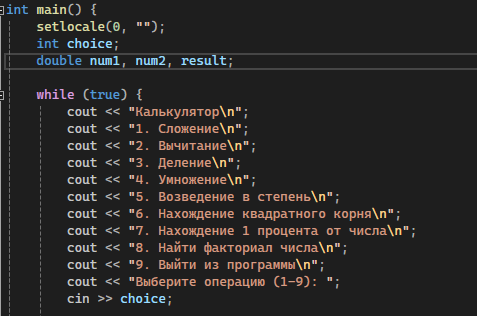 int main() {
setlocale(0, "");
int choice;
double num1, num2, result;
while (true) {
cout << "Калькулятор\n";
cout << "1. Сложение\n";
cout << "2. Вычитание\n";
cout << "3. Деление\n";
cout << "4. Умножение\n";
cout << "5. Возведение в степень\n";
cout << "6. Нахождение квадратного корня\n";
cout << "7. Нахождение 1 процента от числа\n";
cout << "8. Найти факториал числа\n";
cout << "9. Выйти из программы\n";
cout << "Выберите операцию (1-9): ";
cin >> choice;